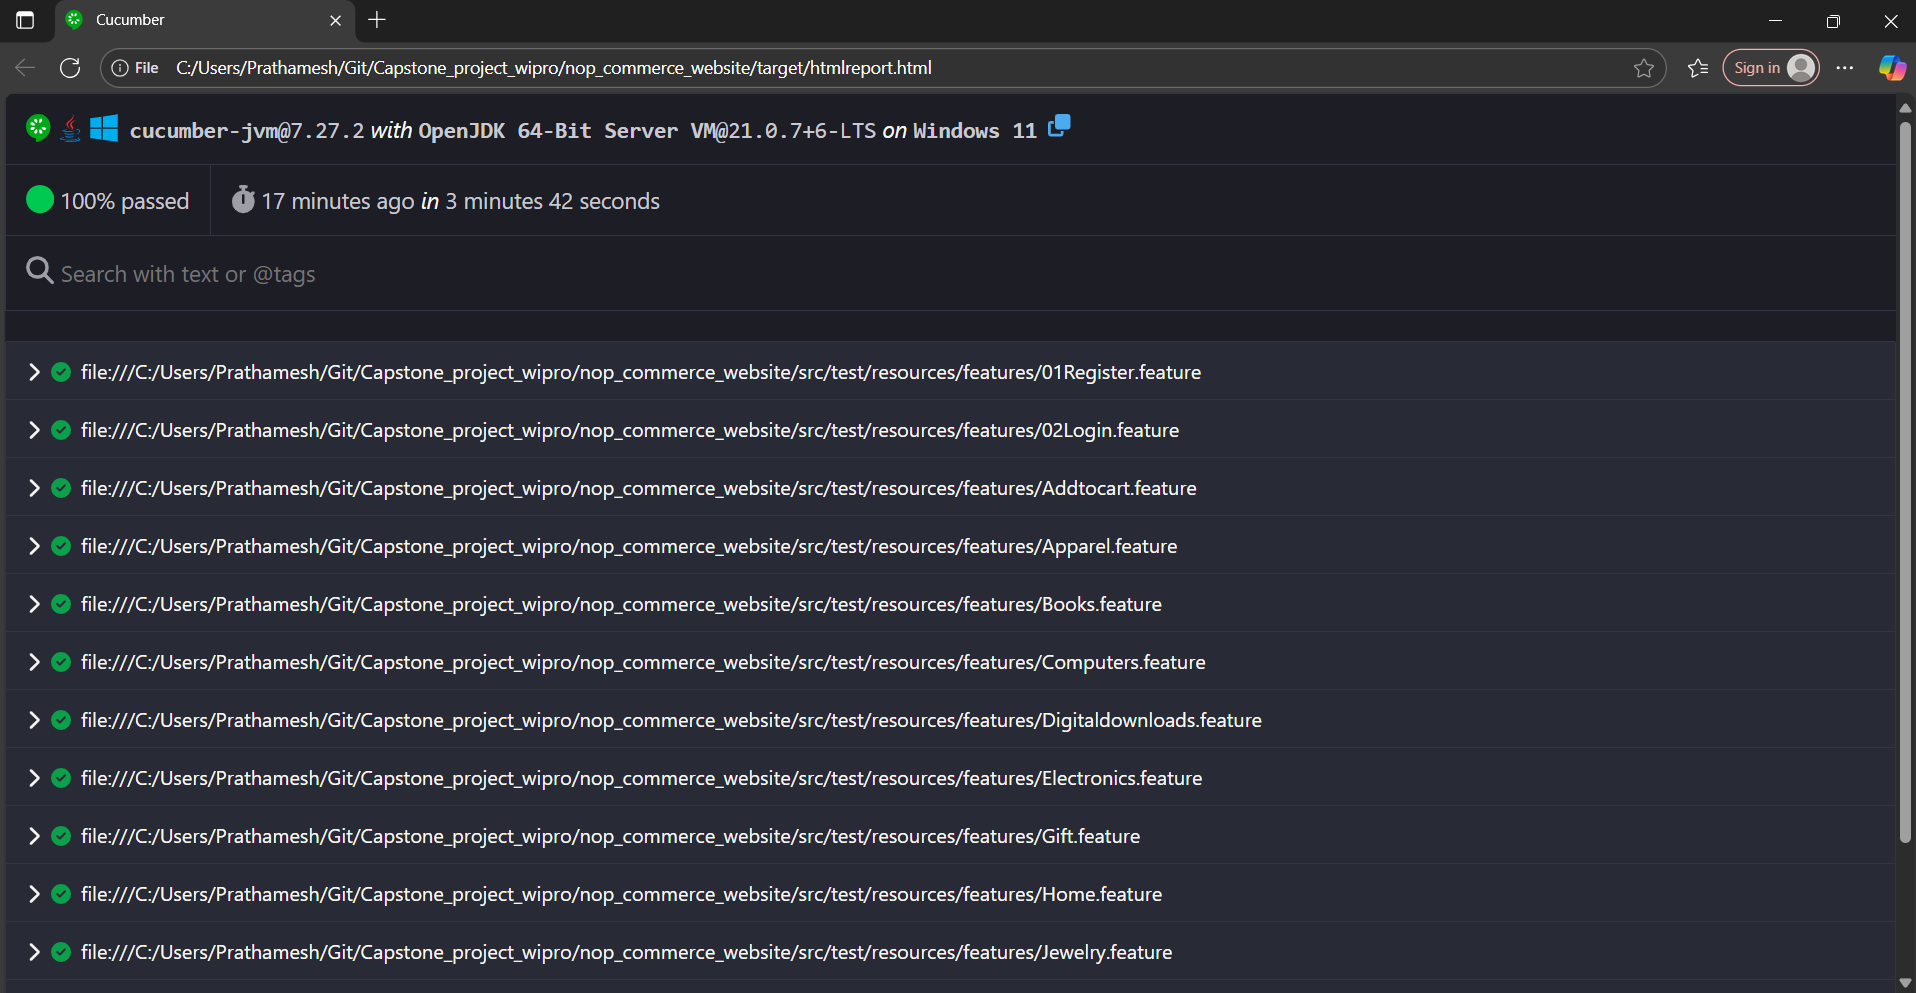 Cucumber
File C:/Users/Prathamesh/Git/Capstone_project_wipro/nop_commerce_website/target/htmlreport.html Sign in
cucumber-jvm@7.27.2 with OpenJDK 64-Bit Server VM@21.0.7+6-LTS on Windows 11
100% passed 17 minutes ago in 3 minutes 42 seconds
Search with text or @tags
file:///C:/Users/Prathamesh/Git/Capstone_project_wipro/nop_commerce_website/src/test/resources/features/01Register.feature
file:///C:/Users/Prathamesh/Git/Capstone_project_wipro/nop_commerce_website/src/test/resources/features/02Login.feature
file:///C:/Users/Prathamesh/Git/Capstone_project_wipro/nop_commerce_website/src/test/resources/features/Addtocart.feature
file:///C:/Users/Prathamesh/Git/Capstone_project_wipro/nop_commerce_website/src/test/resources/features/Apparel.feature
file:///C:/Users/Prathamesh/Git/Capstone_project_wipro/nop_commerce_website/src/test/resources/features/Books.feature
file:///C:/Users/Prathamesh/Git/Capstone_project_wipro/nop_commerce_website/src/test/resources/features/Computers.feature
file:///C:/Users/Prathamesh/Git/Capstone_project_wipro/nop_commerce_website/src/test/resources/features/Digitaldownloads.feature
file:///C:/Users/Prathamesh/Git/Capstone_project_wipro/nop_commerce_website/src/test/resources/features/Electronics.feature
file:///C:/Users/Prathamesh/Git/Capstone_project_wipro/nop_commerce_website/src/test/resources/features/Gift.feature
file:///C:/Users/Prathamesh/Git/Capstone_project_wipro/nop_commerce_website/src/test/resources/features/Home.feature
file:///C:/Users/Prathamesh/Git/Capstone_project_wipro/nop_commerce_website/src/test/resources/features/Jewelry.feature